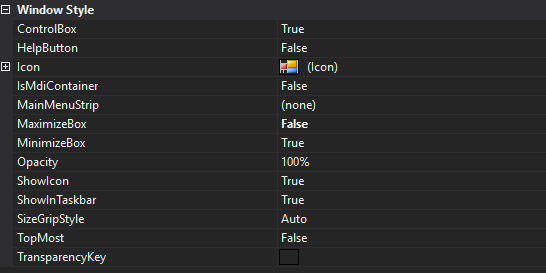 Window Style
ControlBox True
HelpButton False
Icon (Icon)
IsMdiContainer False
MainMenuStrip (none)
MaximizeBox False
MinimizeBox True
Opacity 100%
ShowIcon True
ShowInTaskbar True
SizeGripStyle Auto
TopMost False
TransparencyKey